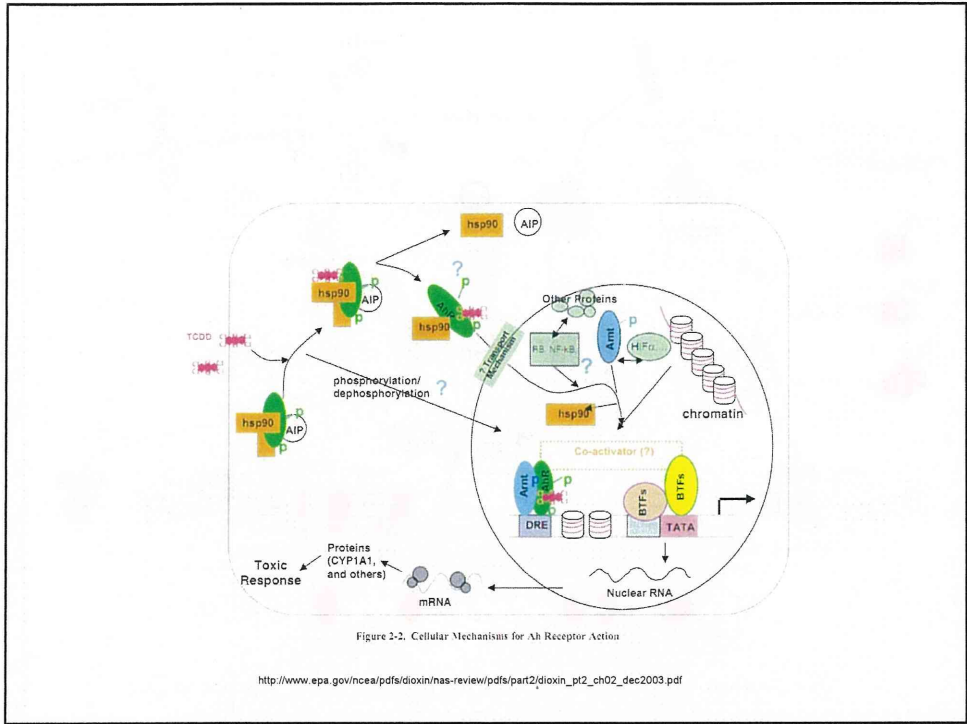 hsp90
AIP
hsp90
AIP
p
p
TCDD
?
p
AhR
hsp90
p
? Transport
Mechanism
Other Proteins
RB, NF-kB
?
Arnt
p
HIFα,...
chromatin
phosphorylation/
dephosphorylation
?
hsp90
hsp90
AIP
p
p
Co-activator (?)
Arnt
p
AhR
p
DRE
BTFs
BTFs
TATA
Nuclear RNA
mRNA
Proteins
(CYP1A1,
and others)
Toxic
Response
Figure 2-2. Cellular Mechanisms for Ah Receptor Action
http://www.epa.gov/ncea/pdfs/dioxin/nas-review/pdfs/part2/dioxin_pt2_ch02_dec2003.pdf